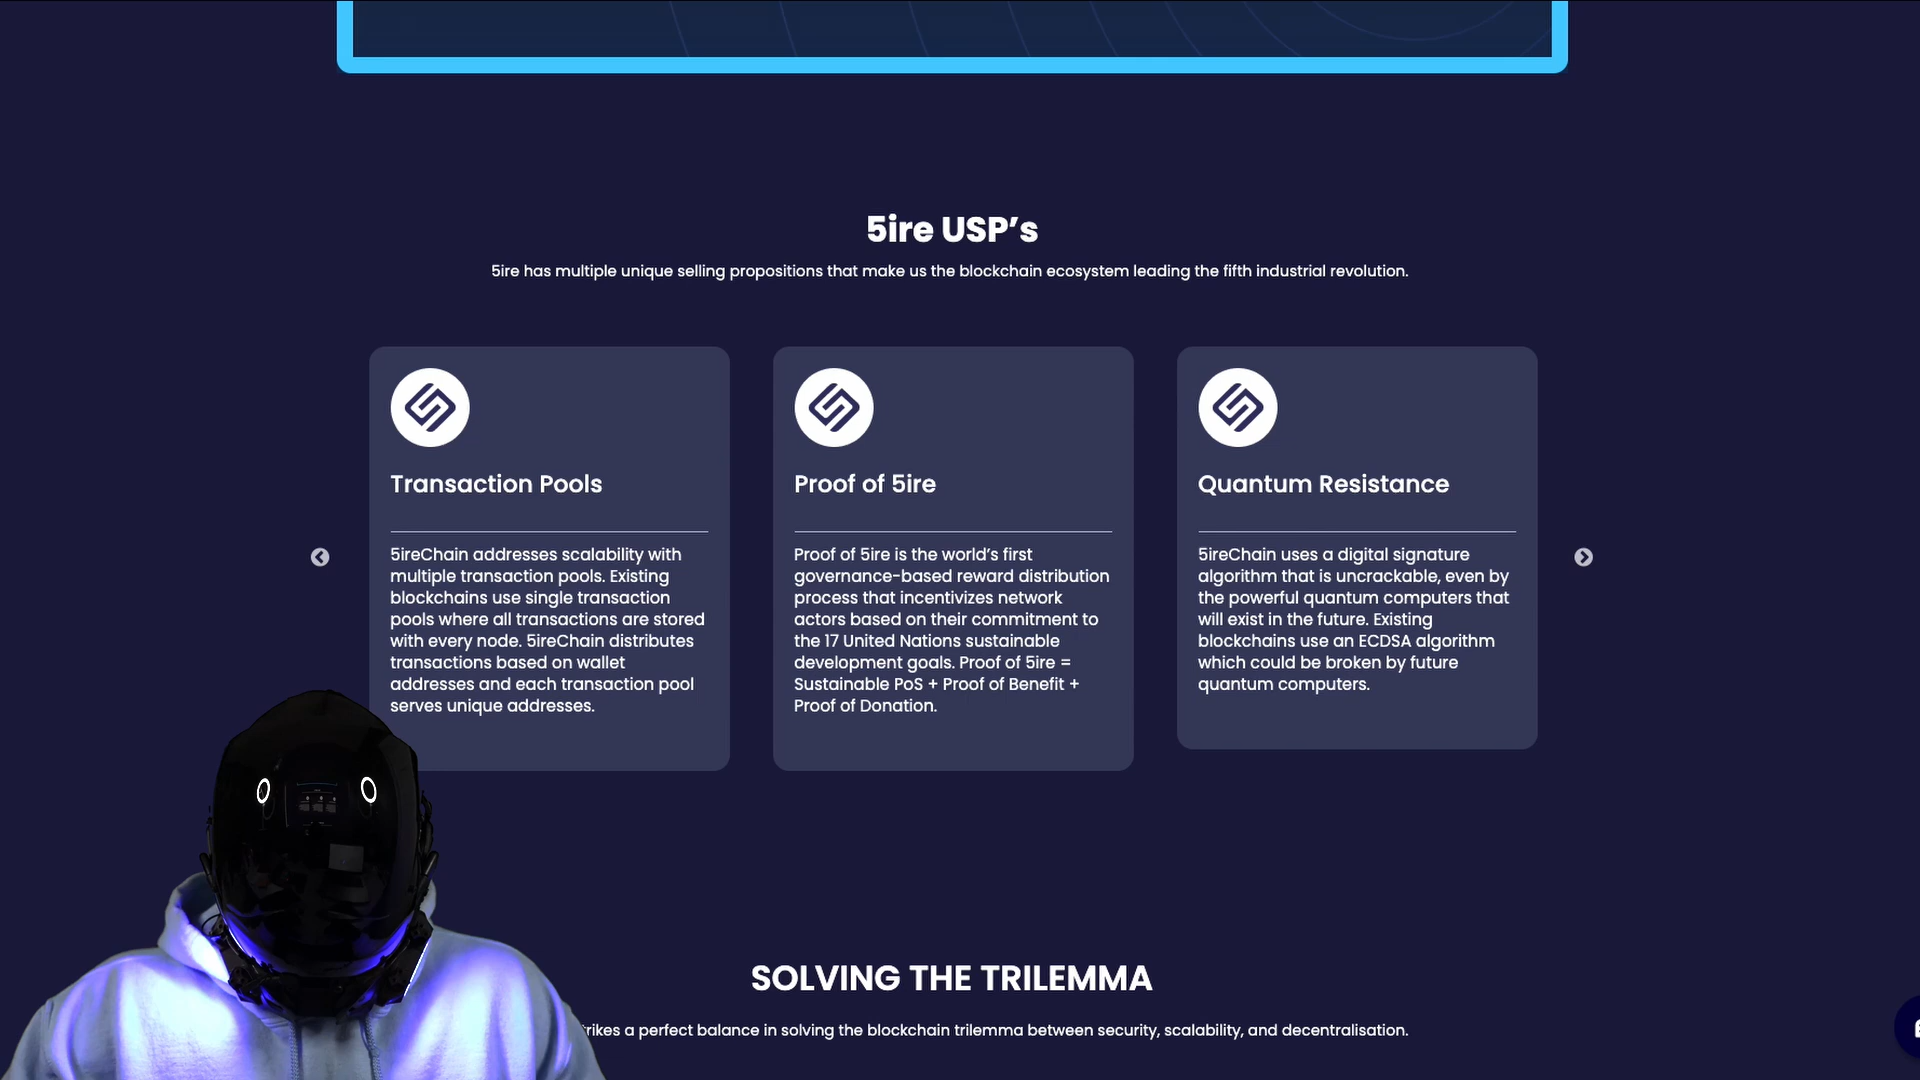 5ire USP’s
5ire has multiple unique selling propositions that make us the blockchain ecosystem leading the fifth industrial revolution.
Transaction Pools
5ireChain addresses scalability with
multiple transaction pools. Existing
blockchains use single transaction
pools where all transactions are stored
with every node. 5ireChain distributes
transactions based on wallet
addresses and each transaction pool
serves unique addresses.
Proof of 5ire
Proof of 5ire is the world’s first
governance-based reward distribution
process that incentivizes network
actors based on their commitment to
the 17 United Nations sustainable
development goals. Proof of 5ire =
Sustainable PoS + Proof of Benefit +
Proof of Donation.
Quantum Resistance
5ireChain uses a digital signature
algorithm that is uncrackable, even by
the powerful quantum computers that
will exist in the future. Existing
blockchains use an ECDSA algorithm
which could be broken by future
quantum computers.
SOLVING THE TRILEMMA
a perfect balance in solving the blockchain trilemma between security, scalability, and decentralisation.